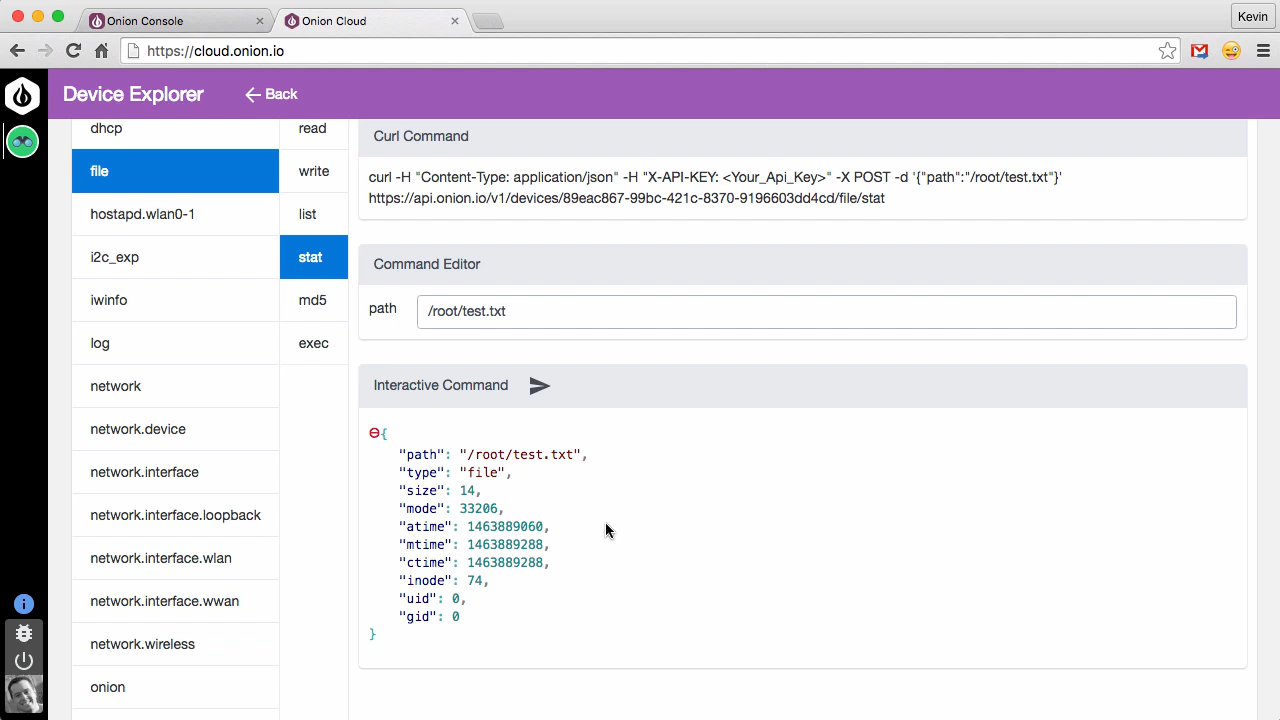 Onion Console
Onion Cloud
Kevin
https://cloud.onion.io
Device Explorer
Back
dhcp
file
hostapd.wlan0-1
i2c_exp
iwinfo
log
network
network.device
network.interface
network.interface.loopback
network.interface.wlan
network.interface.wwan
network.wireless
onion
read
write
list
stat
md5
exec
Curl Command
curl -H "Content-Type: application/json" -H "X-API-KEY: <Your_Api_Key>" -X POST -d '{"path":"/root/test.txt"}'
https://api.onion.io/v1/devices/89eac867-99bc-421c-8370-9196603dd4cd/file/stat
Command Editor
path
/root/test.txt
Interactive Command
{
"path": "/root/test.txt",
"type": "file",
"size": 14,
"mode": 33206,
"atime": 1463889060,
"mtime": 1463889288,
"ctime": 1463889288,
"inode": 74,
"uid": 0,
"gid": 0
}